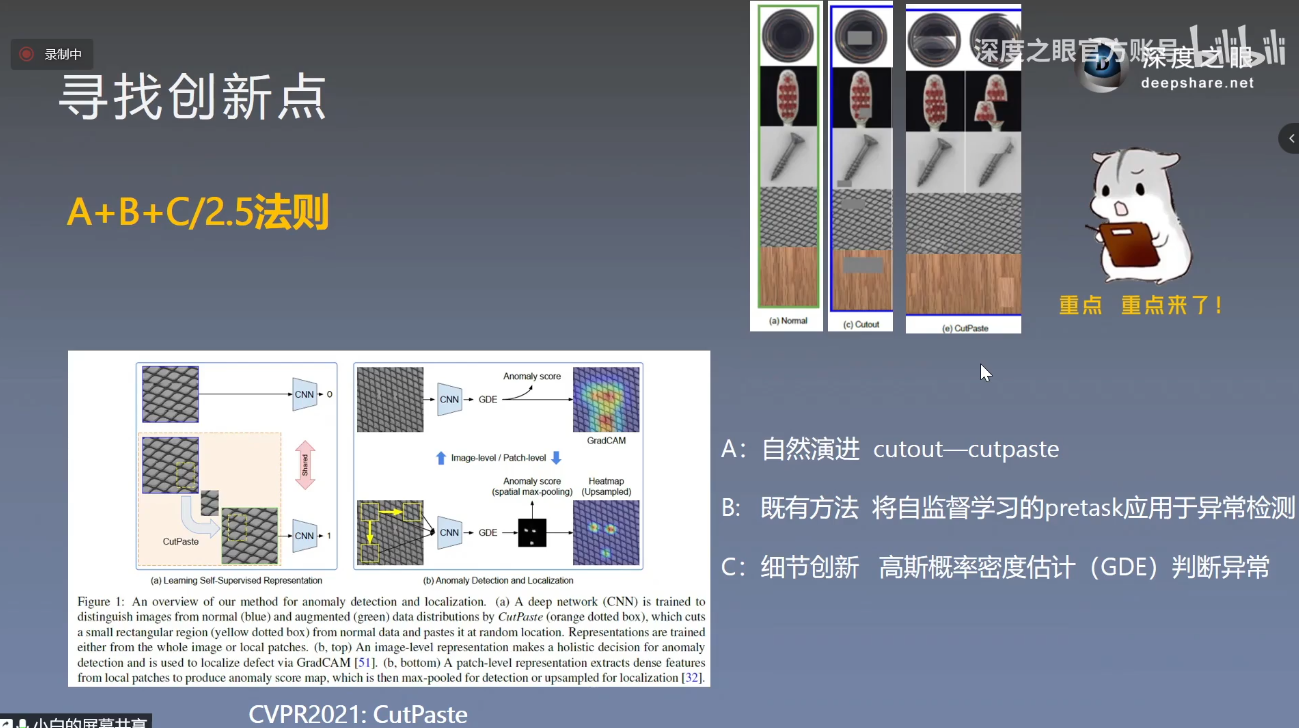 录制中
寻找创新点
A+B+C/2.5法则
(a) Normal
(c) Cutout
(e) CutPaste
深度之眼官方账号
bilibili
深度之眼
deepshare.net
重点 重点来了！
CNN
0
CutPaste
Shared
CNN
1
(a) Learning Self-Supervised Representation
CNN
GDE
Anomaly score
GradCAM
Image-level / Patch-level
Anomaly score
(spatial max-pooling)
Heatmap
(Upsampled)
CNN
GDE
(b) Anomaly Detection and Localization
Figure 1: An overview of our method for anomaly detection and localization. (a) A deep network (CNN) is trained to
distinguish images from normal (blue) and augmented (green) data distributions by CutPaste (orange dotted box), which cuts
a small rectangular region (yellow dotted box) from normal data and pastes it at random location. Representations are trained
either from the whole image or local patches. (b, top) An image-level representation makes a holistic decision for anomaly
detection and is used to localize defect via GradCAM [51]. (b, bottom) A patch-level representation extracts dense features
from local patches to produce anomaly score map, which is then max-pooled for detection or upsampled for localization [32].
A：自然演进 cutout—cutpaste
B: 既有方法 将自监督学习的pretask应用于异常检测
C：细节创新 高斯概率密度估计（GDE）判断异常
CVPR2021: CutPaste
小白的屏幕共享